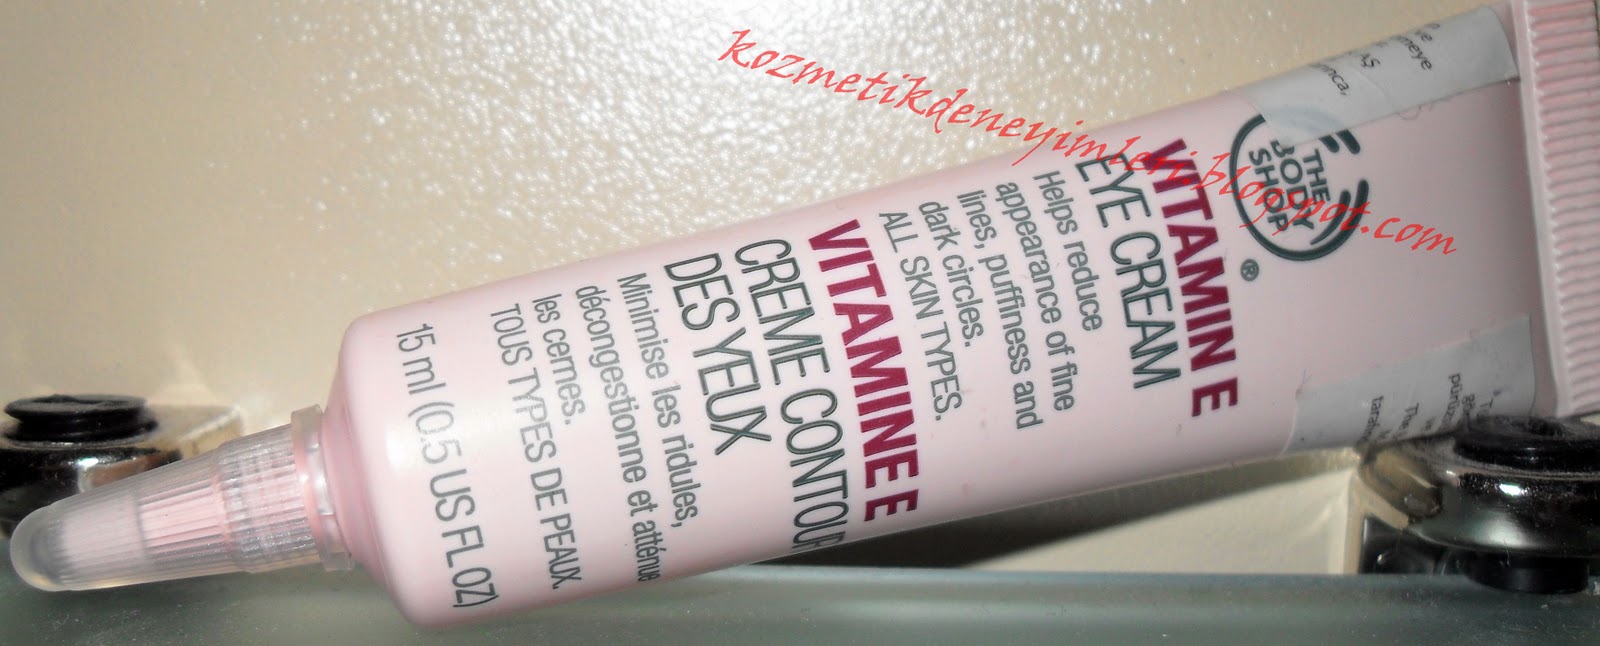 kozmetikdeneyimleri.blogspot.com
THE
BODY
SHOP
®
VITAMIN E
EYE CREAM
Helps reduce
appearance of fine
lines, puffiness and
dark circles.
ALL SKIN TYPES.
VITAMINE E
CREME CONTOUR
DES YEUX
Minimise les ridules,
décongestionne et atténue
les cernes.
TOUS TYPES DE PEAUX.
15 ml (0.5 US FL OZ)